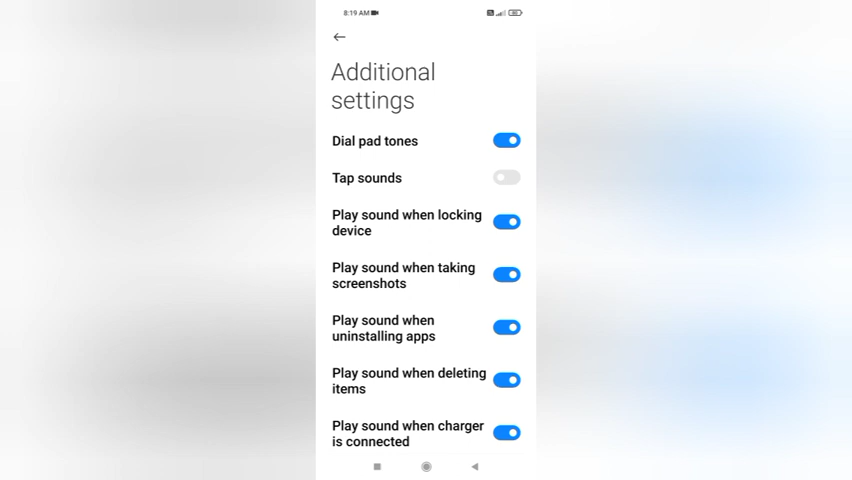 8:19 AM
Additional
settings
Dial pad tones
Tap sounds
Play sound when locking
device
Play sound when taking
screenshots
Play sound when
uninstalling apps
Play sound when deleting
items
Play sound when charger
is connected